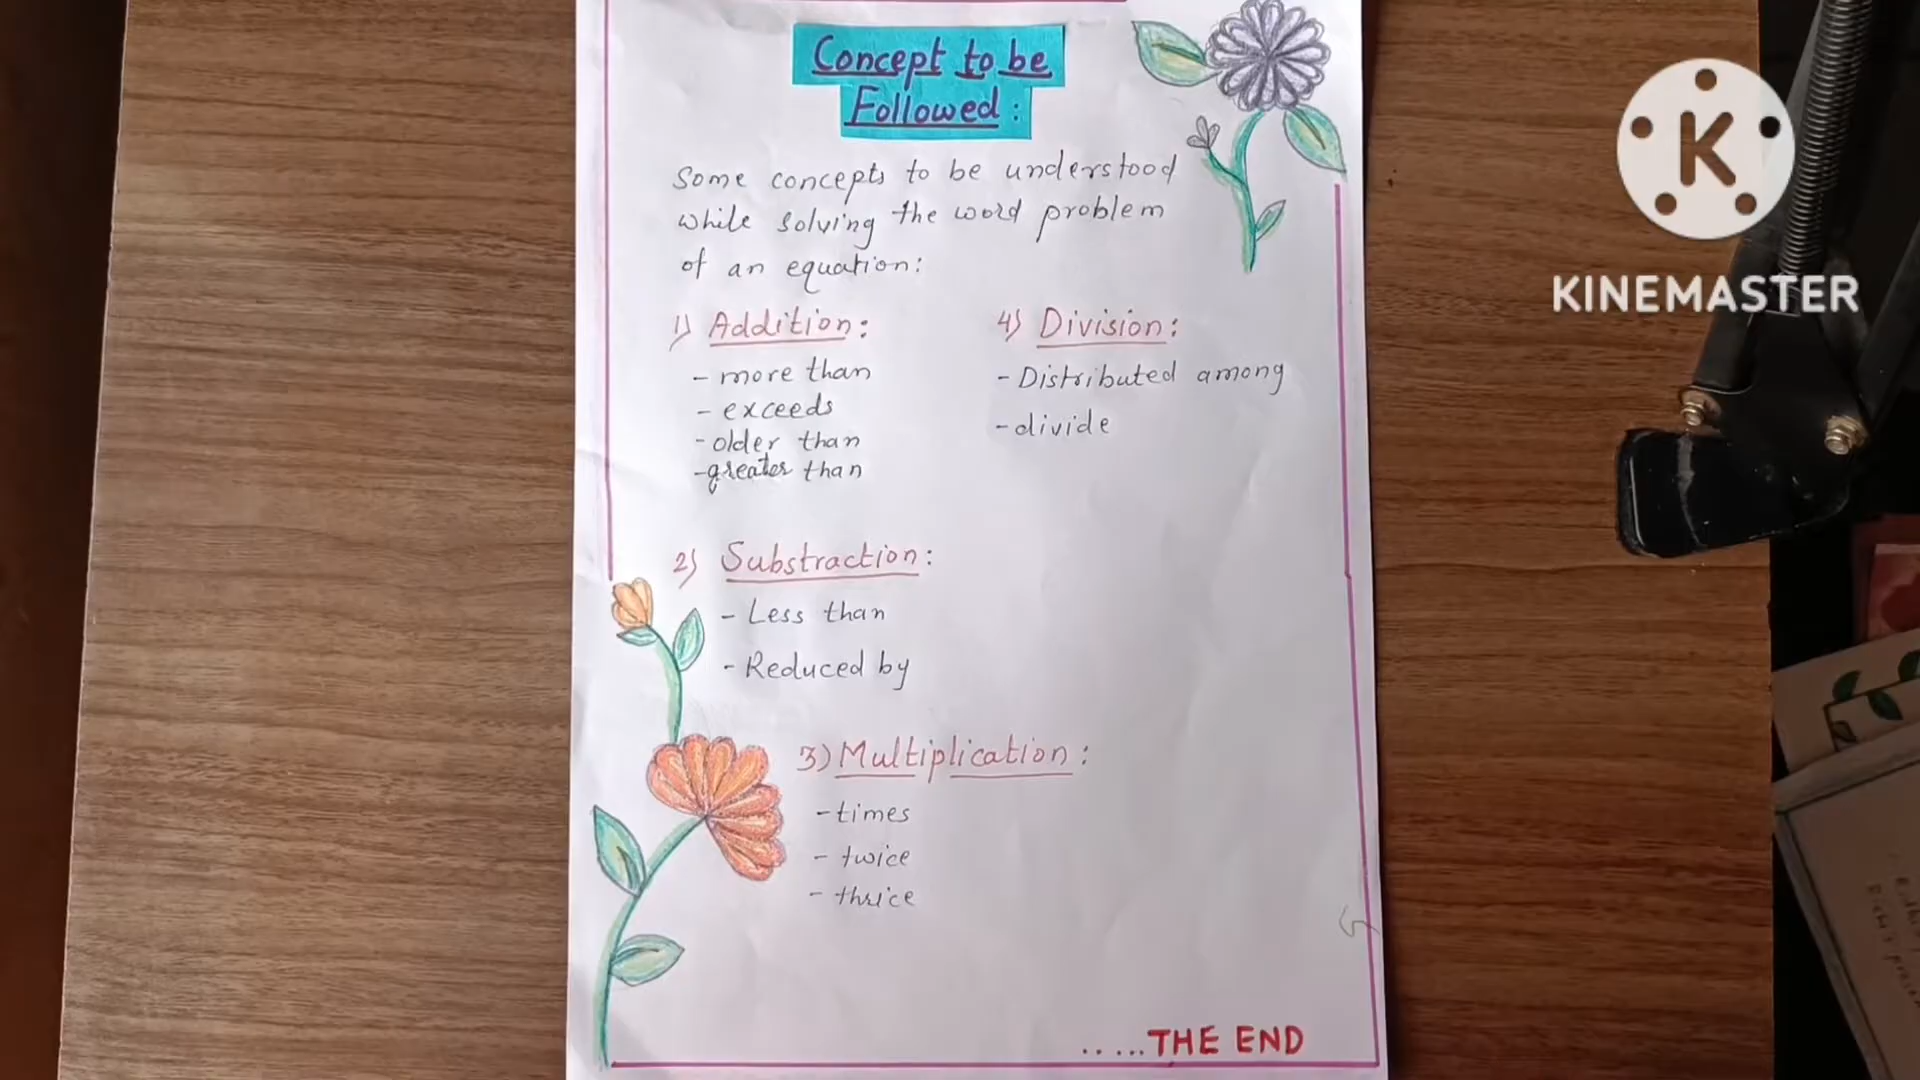 Concept to be
Followed:
Some concepts to be understood
while solving the word problem
of an equation:
1) Addition:
- more than
- exceeds
- older than
- greater than
2) Substraction:
- Less than
- Reduced by
3) Multiplication:
- times
- twice
- thrice
4) Division:
- Distributed among
- divide
.....THE END
K
KINEMASTER